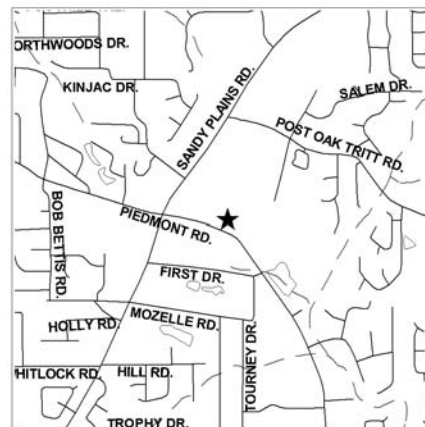 ORTHWOODS DR.
KINJAC DR.
SANDY PLAINS RD.
SALEM DR.
POST OAK TRITT RD.
BOB BETTIS RD.
PIEDMONT RD.
FIRST DR.
MOZELLE RD.
HOLLY RD.
TOURNEY DR.
HITLOCK RD.
HILL RD.
TROPHY DR.